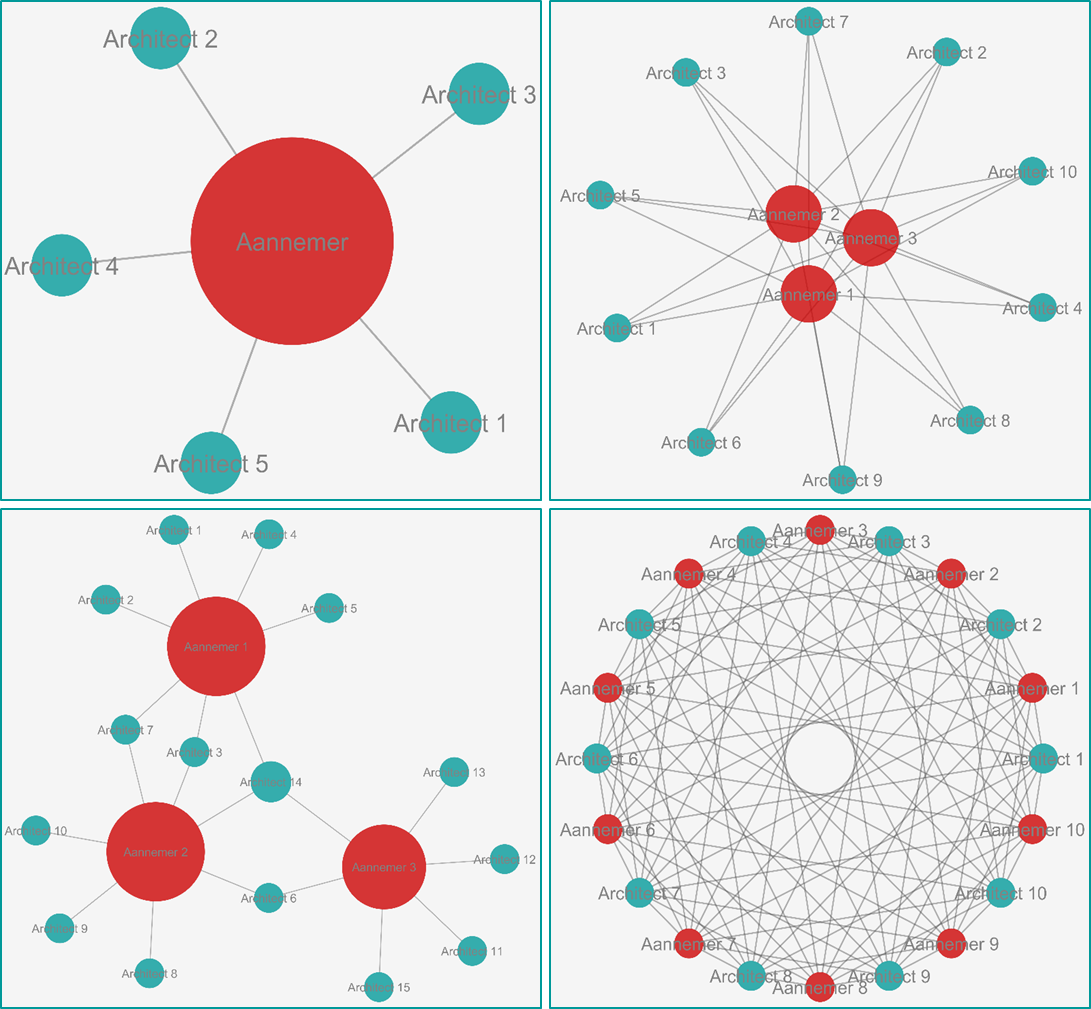 Architect 2
Architect 3
Aannemer
Architect 4
Architect 1
Architect 5
Architect 7
Architect 2
Architect 3
Architect 10
Architect 5
Aannemer 2
Aannemer 3
Aannemer 1
Architect 4
Architect 1
Architect 8
Architect 6
Architect 9
Architect 1
Architect 4
Architect 2
Architect 5
Aannemer 1
Architect 7
Architect 3
Architect 14
Architect 13
Architect 10
Aannemer 2
Architect 12
Aannemer 3
Architect 6
Architect 9
Architect 11
Architect 8
Architect 15
Aannemer 3
Architect 4
Architect 3
Aannemer 4
Aannemer 2
Architect 5
Architect 2
Aannemer 5
Aannemer 1
Architect 6
Architect 1
Aannemer 6
Aannemer 10
Architect 7
Architect 10
Aannemer 7
Aannemer 9
Architect 8
Architect 9
Aannemer 8